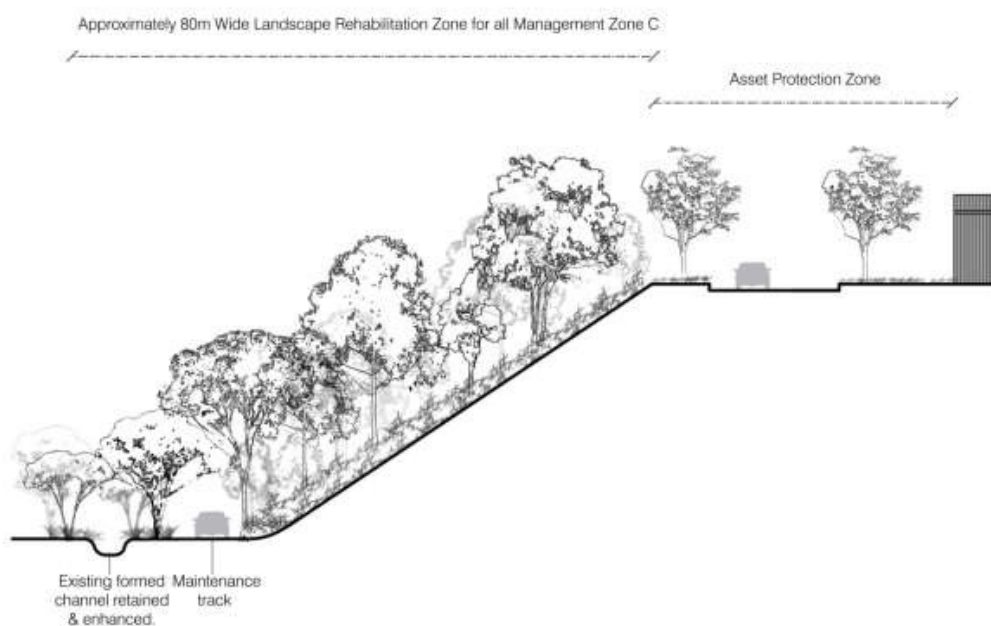 Approximately 80m Wide Landscape Rehabilitation Zone for all Management Zone C
Asset Protection Zone
Existing formed
channel retained
& enhanced.
Maintenance
track